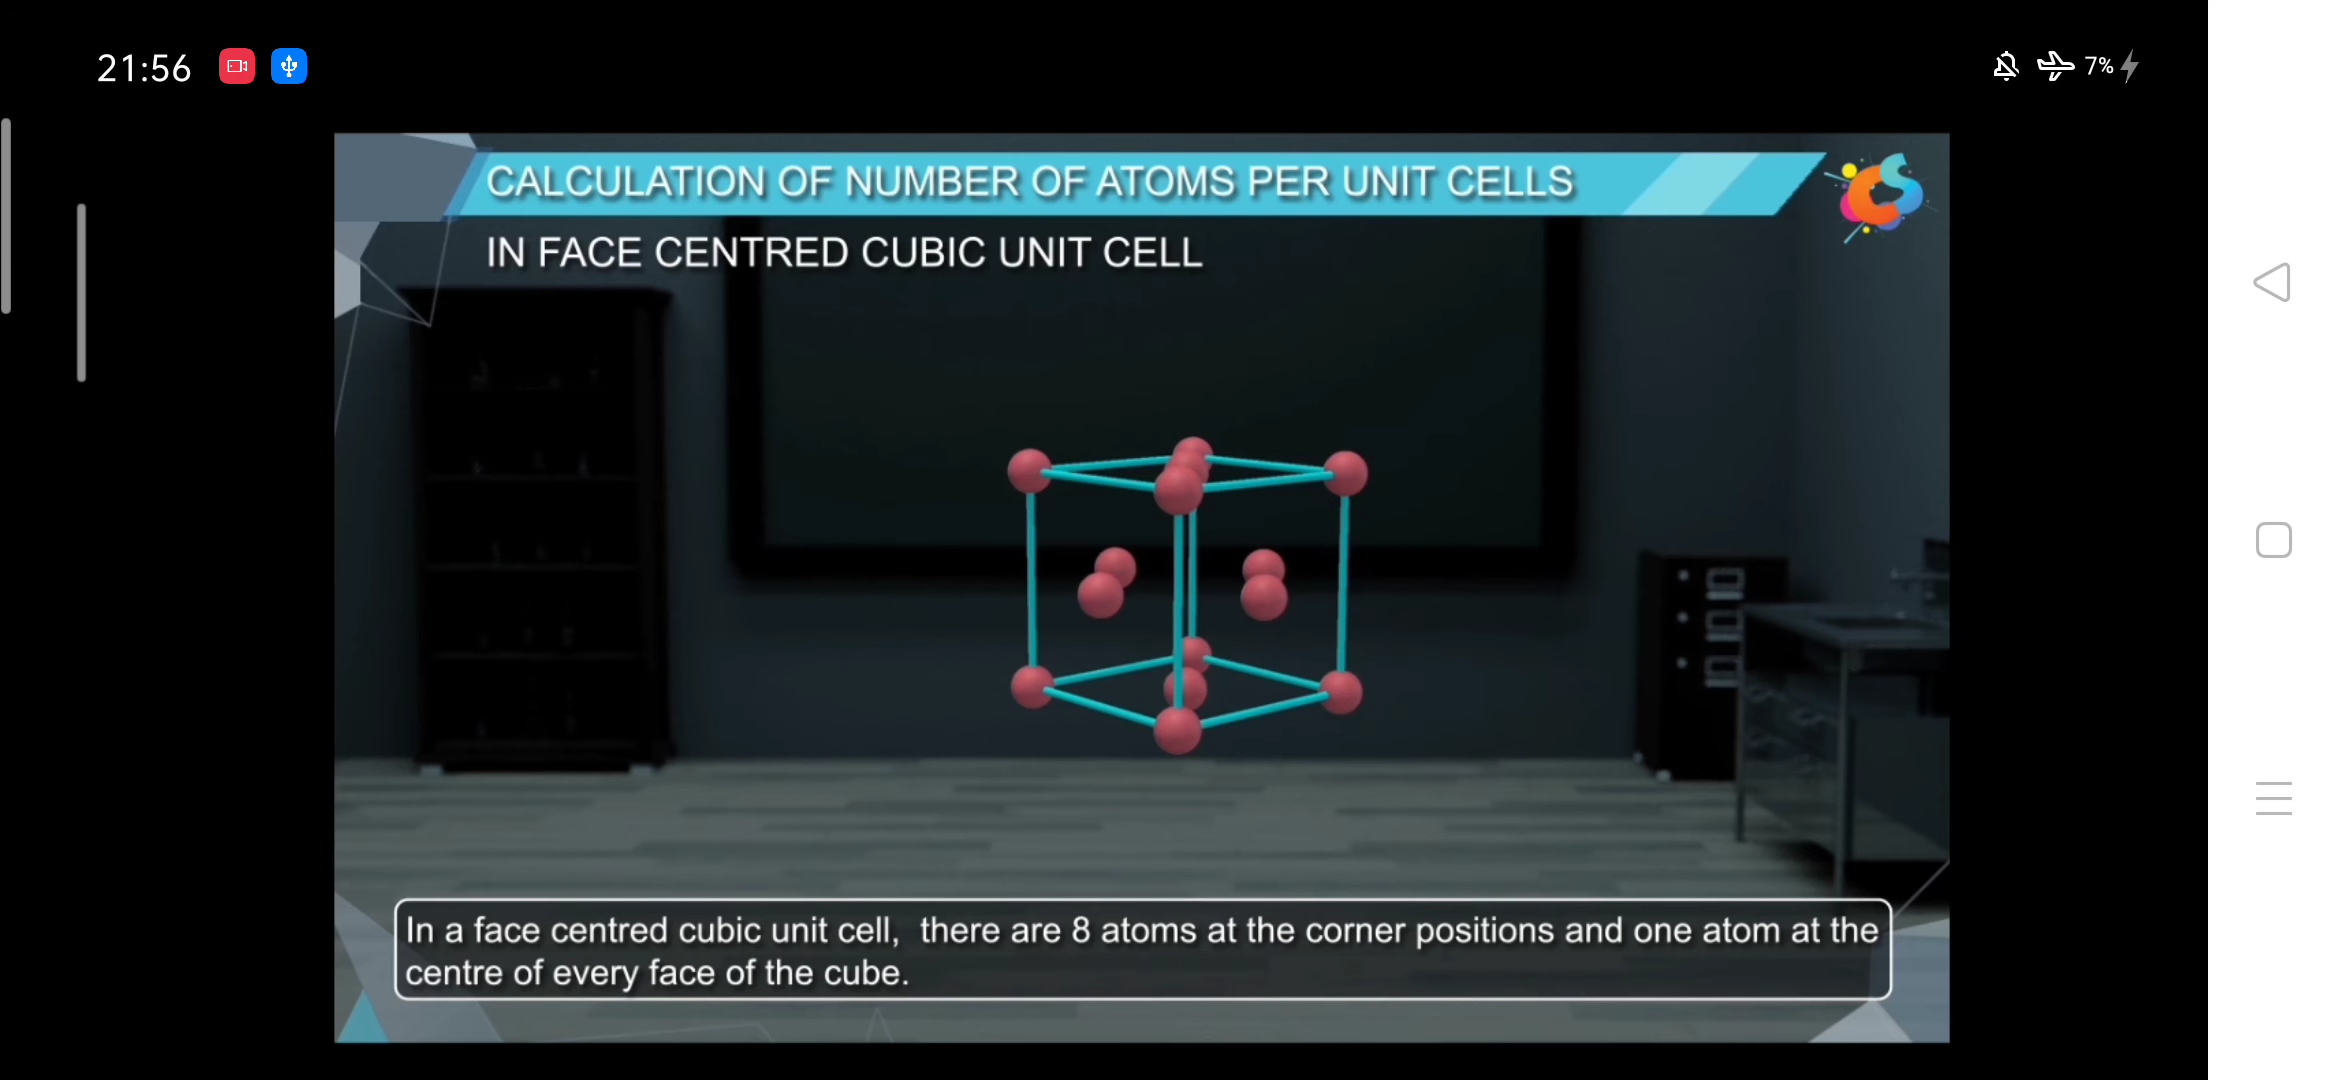 21:56
7%
CALCULATION OF NUMBER OF ATOMS PER UNIT CELLS
CS
IN FACE CENTRED CUBIC UNIT CELL
In a face centred cubic unit cell, there are 8 atoms at the corner positions and one atom at the
centre of every face of the cube.